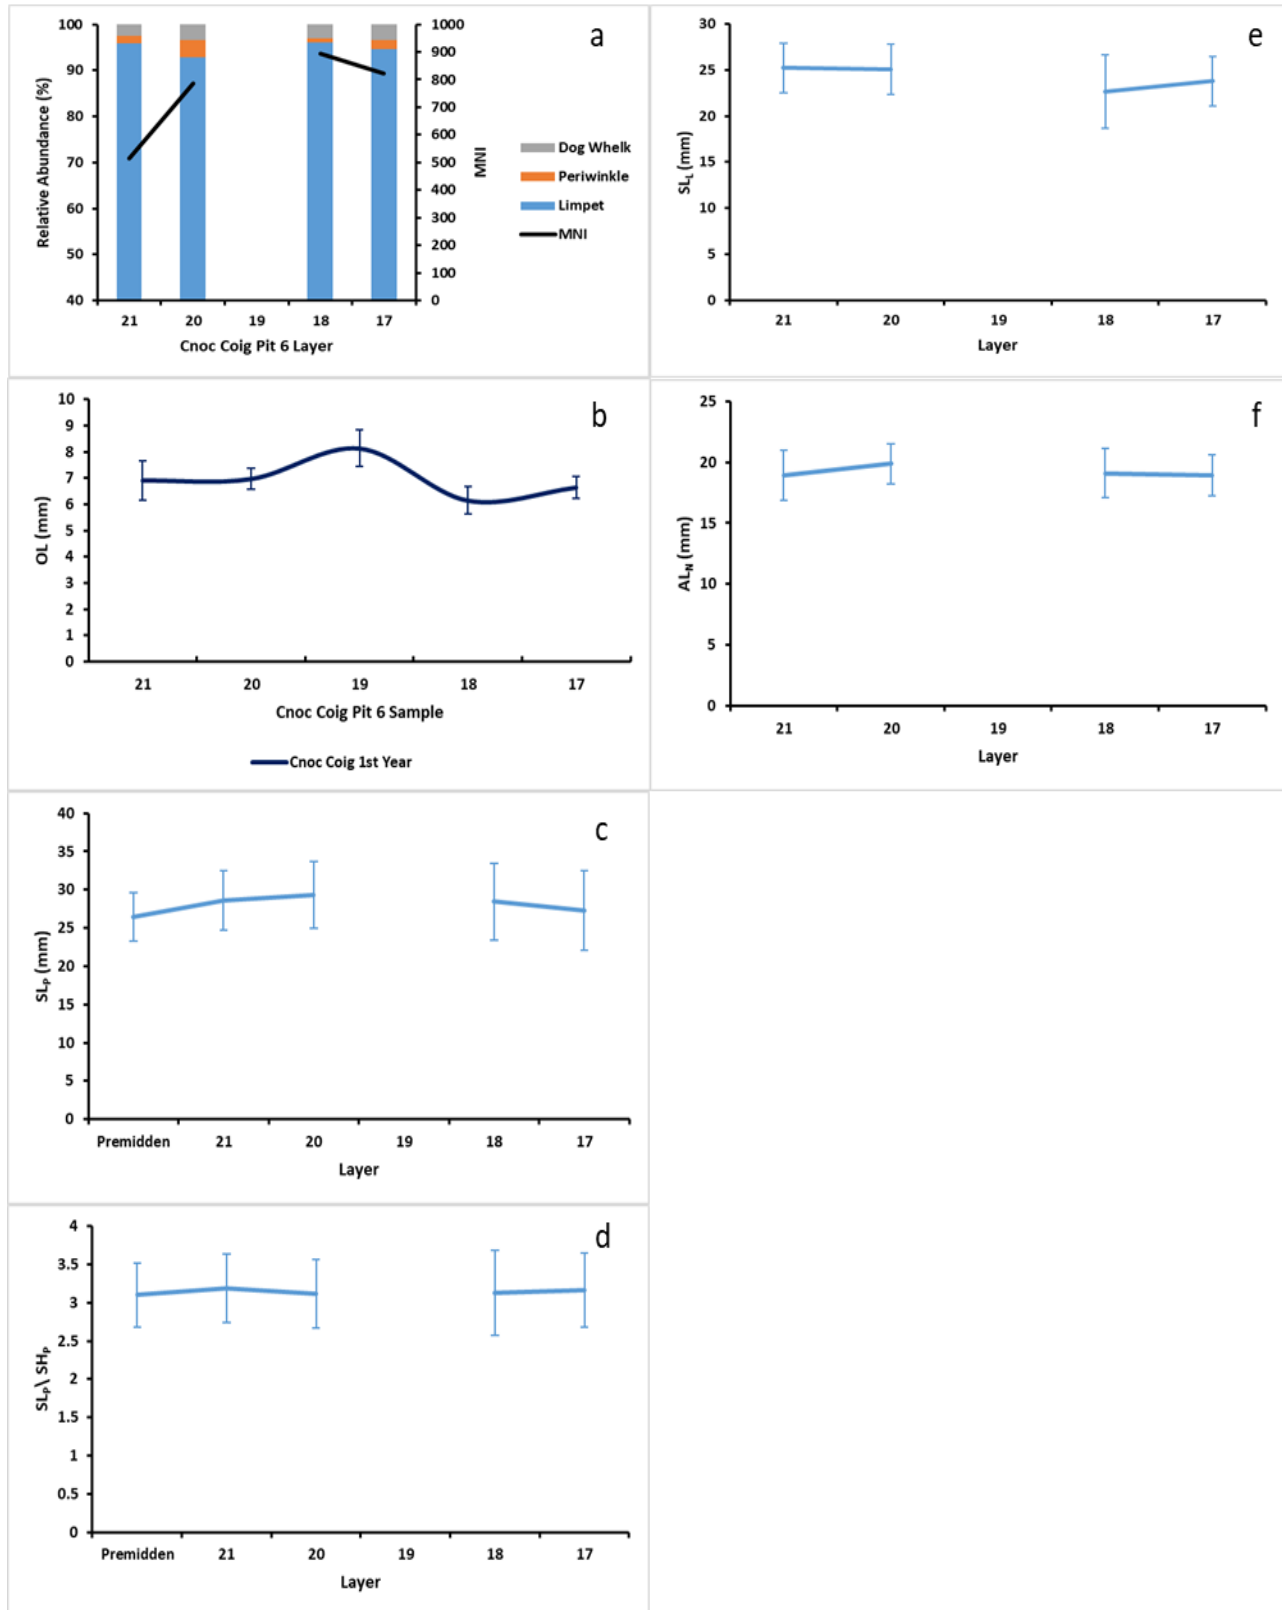 a
100
90
80
70
60
50
40
Relative Abundance (%)
1000
900
800
700
600
500
400
300
200
100
0
MNI
Dog Whelk
Periwinkle
Limpet
MNI
21 20 19 18 17
Cnoc Coig Pit 6 Layer
b
10
9
8
7
6
5
4
3
2
1
0
OL (mm)
21 20 19 18 17
Cnoc Coig Pit 6 Sample
Cnoc Coig 1st Year
c
40
35
30
25
20
15
10
5
0
SLP (mm)
Premidden 21 20 19 18 17
Layer
d
4
3.5
3
2.5
2
1.5
1
0.5
0
SLP\ SHP
Premidden 21 20 19 18 17
Layer
e
30
25
20
15
10
5
0
SLL (mm)
21 20 19 18 17
Layer
f
25
20
15
10
5
0
ALN (mm)
21 20 19 18 17
Layer